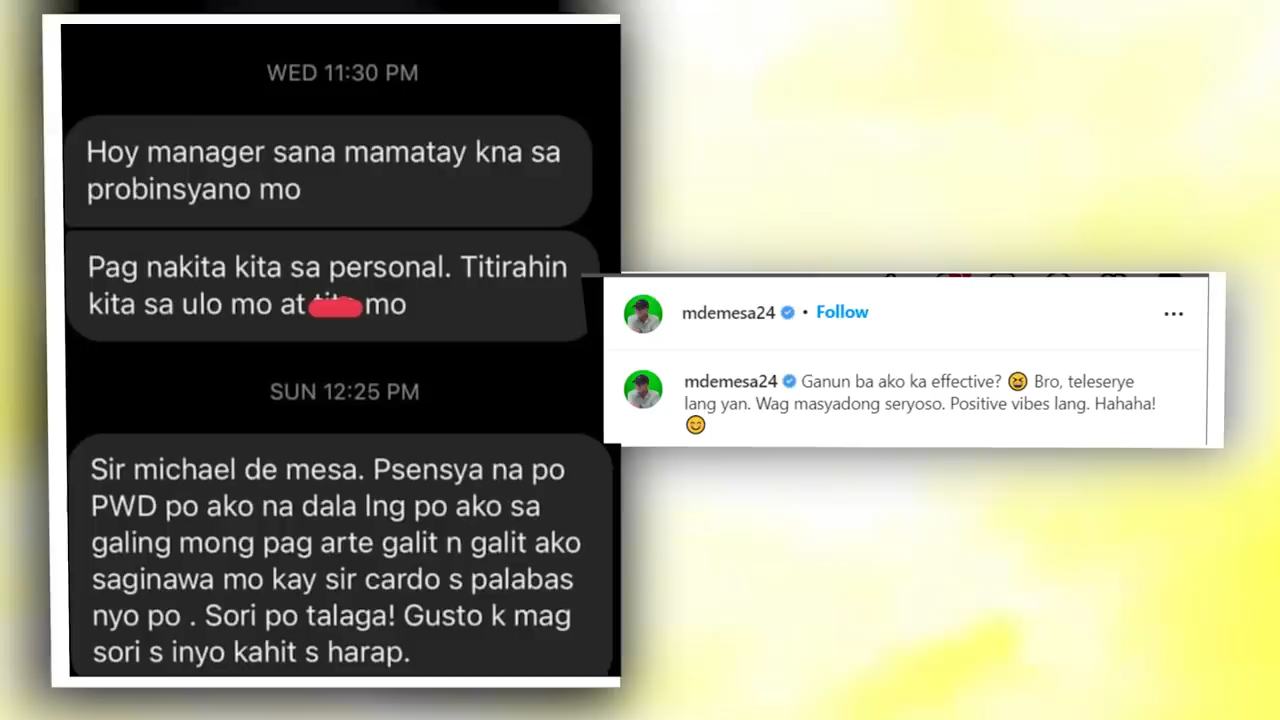 WED 11:30 PM
Hoy manager sana mamatay kna sa
probinsyano mo
Pag nakita kita sa personal. Titirahin
kita sa ulo mo at mo
SUN 12:25 PM
Sir michael de mesa. Psensya na po
PWD po ako na dala lng po ako sa
galing mong pag arte galit n galit ako
saginawa mo kay sir cardo s palabas
nyo po . Sori po talaga! Gusto k mag
sori s inyo kahit s harap.
mdemesa24 • Follow
mdemesa24 Ganun ba ako ka effective? 😆 Bro, teleserye
lang yan. Wag masyadong seryoso. Positive vibes lang. Hahaha!
😊